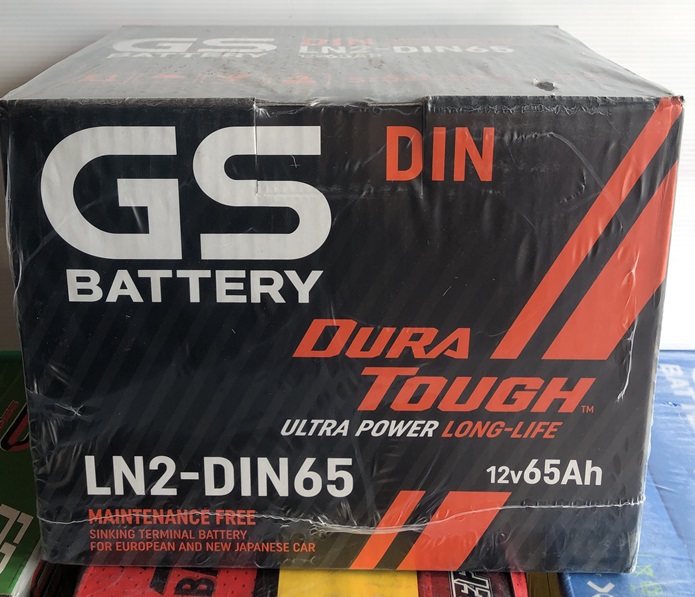 GS
BATTERY
DIN
LN2-DIN65
GS
BATTERY
DIN
DURA
TOUGH™
ULTRA POWER LONG-LIFE
LN2-DIN65
12V65Ah
MAINTENANCE FREE
SINKING TERMINAL BATTERY
FOR EUROPEAN AND NEW JAPANESE CAR